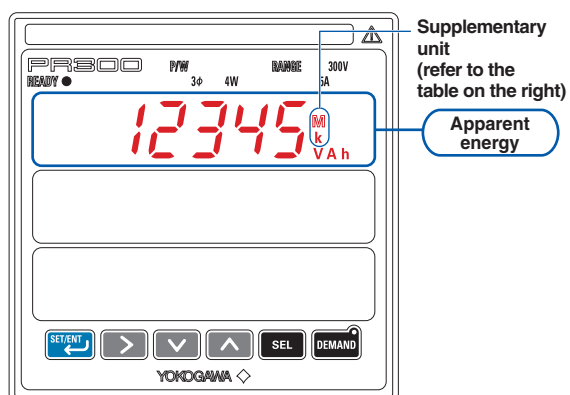 Supplementary
unit
(refer to the
table on the right)
PR300 P/W RANGE 300V
READY 3φ 4W 5A
12345 M
k
VAh
Apparent
energy
SET/ENT SEL DEMAND
YOKOGAWA